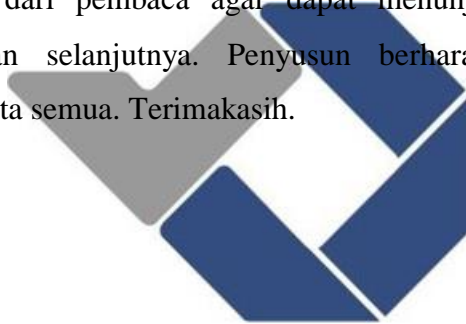 dari pembaca agar dapat
selanjutnya. Penyusun
semua. Terimakasih.